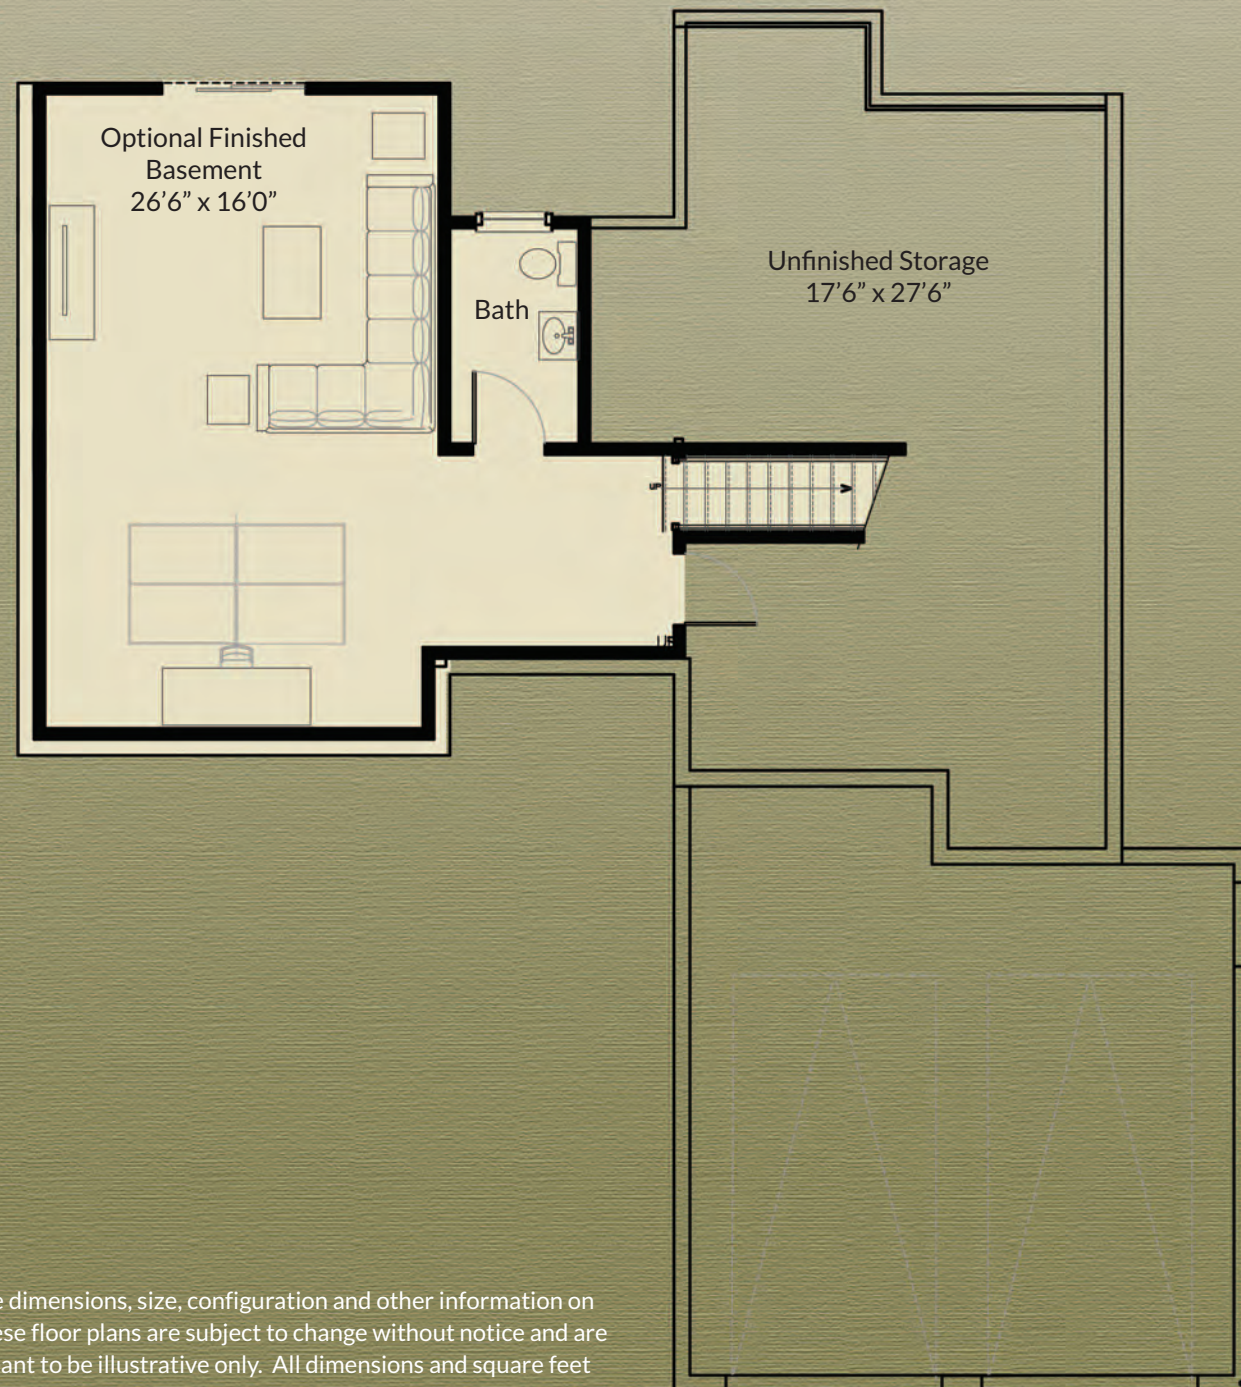 Optional Finished
Basement
26’6” x 16’0”
Bath
Unfinished Storage
17’6” x 27’6”
UP
dimensions, size, configuration and other information on
floor plans are subject to change without notice and are
to be illustrative only. All dimensions and square feet